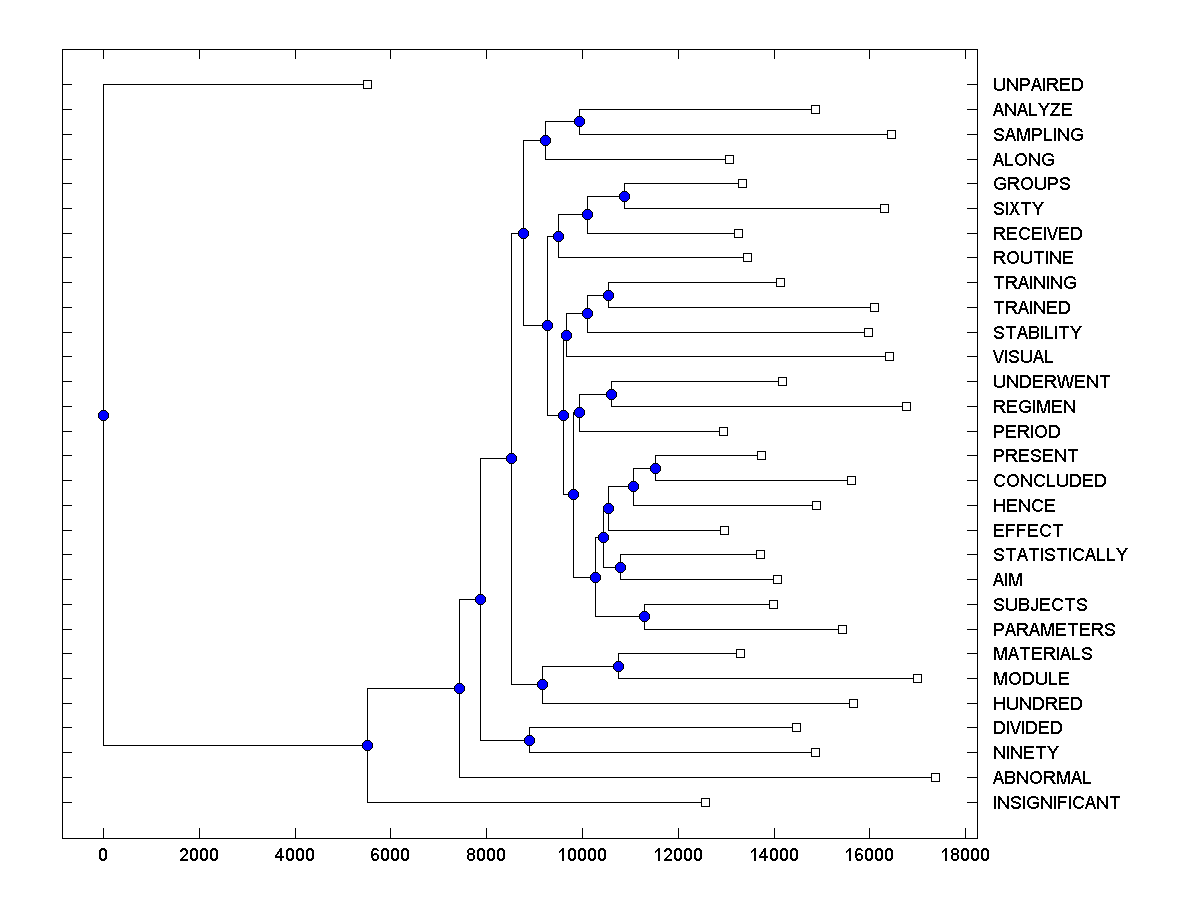 UNPAIRED
ANALYZE
SAMPLING
ALONG
GROUPS
SIXTY
RECEIVED
ROUTINE
TRAINING
TRAINED
STABILITY
VISUAL
UNDERWENT
REGIMEN
PERIOD
PRESENT
CONCLUDED
HENCE
EFFECT
STATISTICALLY
AIM
SUBJECTS
PARAMETERS
MATERIALS
MODULE
HUNDRED
DIVIDED
NINETY
ABNORMAL
INSIGNIFICANT
0 2000 4000 6000 8000 10000 12000 14000 16000 18000